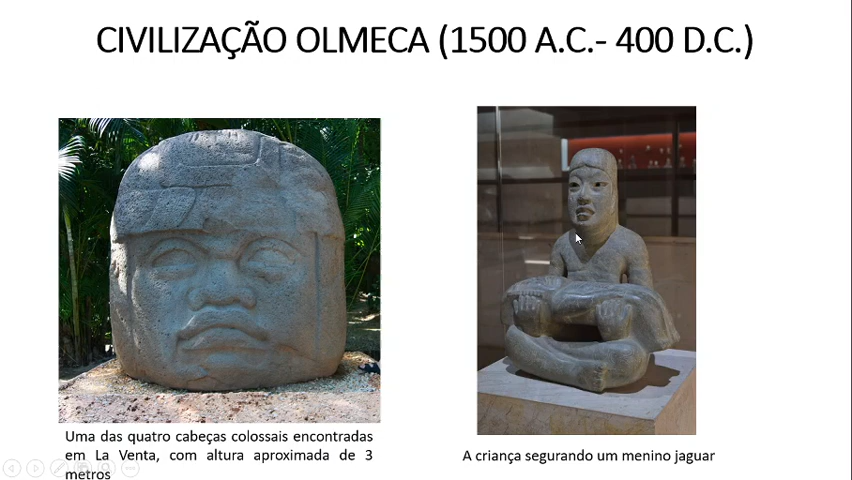 CIVILIZAÇÃO OLMECA (1500 A.C.- 400 D.C.)
Uma das quatro cabeças colossais encontradas
em La Venta, com altura aproximada de 3
metros
A criança segurando um menino jaguar